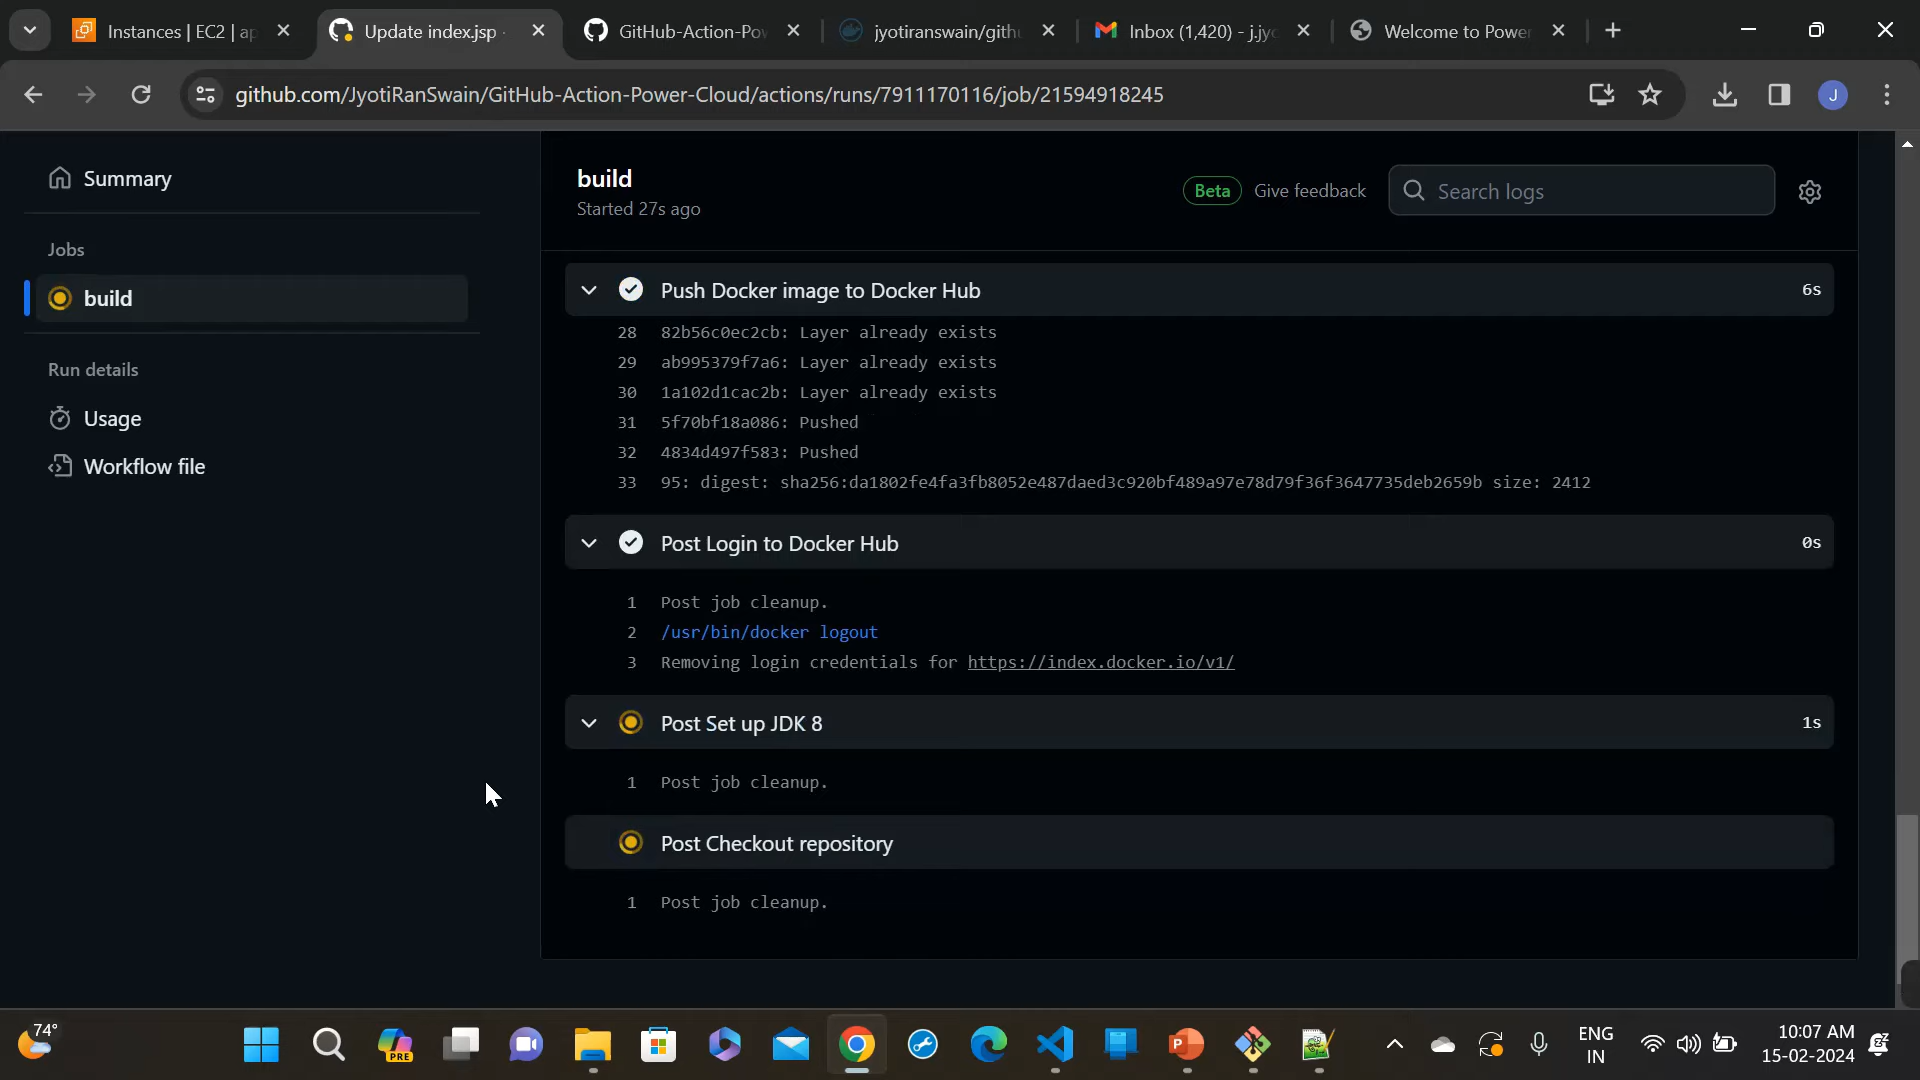 Instances | EC2 | ap
Update index.jsp ·
GitHub-Action-Pow
jyotiranswain/gith
Inbox (1,420) - j.jyo
Welcome to Power
github.com/JyotiRanSwain/GitHub-Action-Power-Cloud/actions/runs/7911170116/job/21594918245
J
Summary
Jobs
build
Run details
Usage
Workflow file
build
Started 27s ago
Beta Give feedback
Search logs
Push Docker image to Docker Hub 6s
28 82b56c0ec2cb: Layer already exists
29 ab995379f7a6: Layer already exists
30 1a102d1cac2b: Layer already exists
31 5f70bf18a086: Pushed
32 4834d497f583: Pushed
33 95: digest: sha256:da1802fe4fa3fb8052e487daed3c920bf489a97e78d79f36f3647735deb2659b size: 2412
Post Login to Docker Hub 0s
1 Post job cleanup.
2 /usr/bin/docker logout
3 Removing login credentials for https://index.docker.io/v1/
Post Set up JDK 8 1s
1 Post job cleanup.
Post Checkout repository
1 Post job cleanup.
74°
PRE
ENG
IN
10:07 AM
15-02-2024